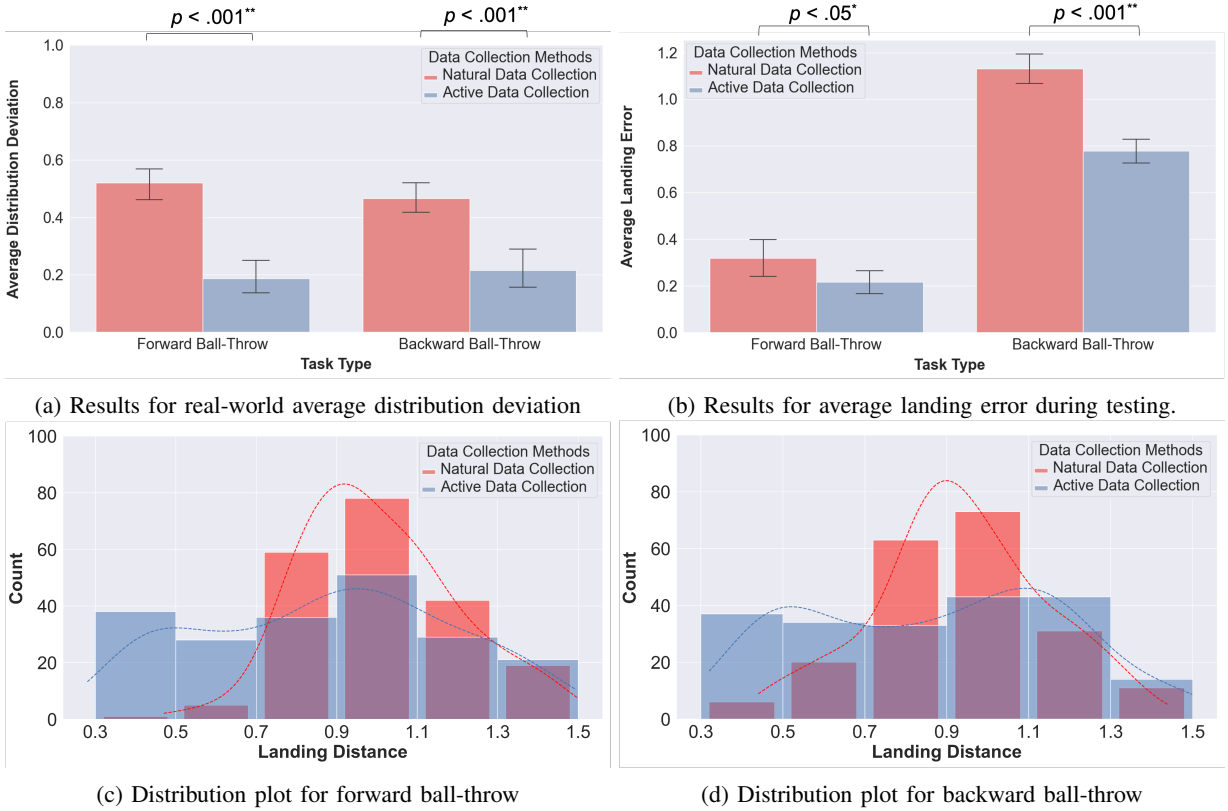 p < .001**
p < .001**
1.0
0.8
0.6
0.4
0.2
0.0
Average Distribution Deviation
Data Collection Methods
Natural Data Collection
Active Data Collection
Forward Ball-Throw
Backward Ball-Throw
Task Type
(a) Results for real-world average distribution deviation
p < .05*
p < .001**
1.2
1.0
0.8
0.6
0.4
0.2
0.0
Average Landing Error
Data Collection Methods
Natural Data Collection
Active Data Collection
Forward Ball-Throw
Backward Ball-Throw
Task Type
(b) Results for average landing error during testing.
100
80
60
40
20
0
Count
Data Collection Methods
Natural Data Collection
Active Data Collection
0.3 0.5 0.7 0.9 1.1 1.3 1.5
Landing Distance
(c) Distribution plot for forward ball-throw
100
80
60
40
20
0
Count
Data Collection Methods
Natural Data Collection
Active Data Collection
0.3 0.5 0.7 0.9 1.1 1.3 1.5
Landing Distance
(d) Distribution plot for backward ball-throw